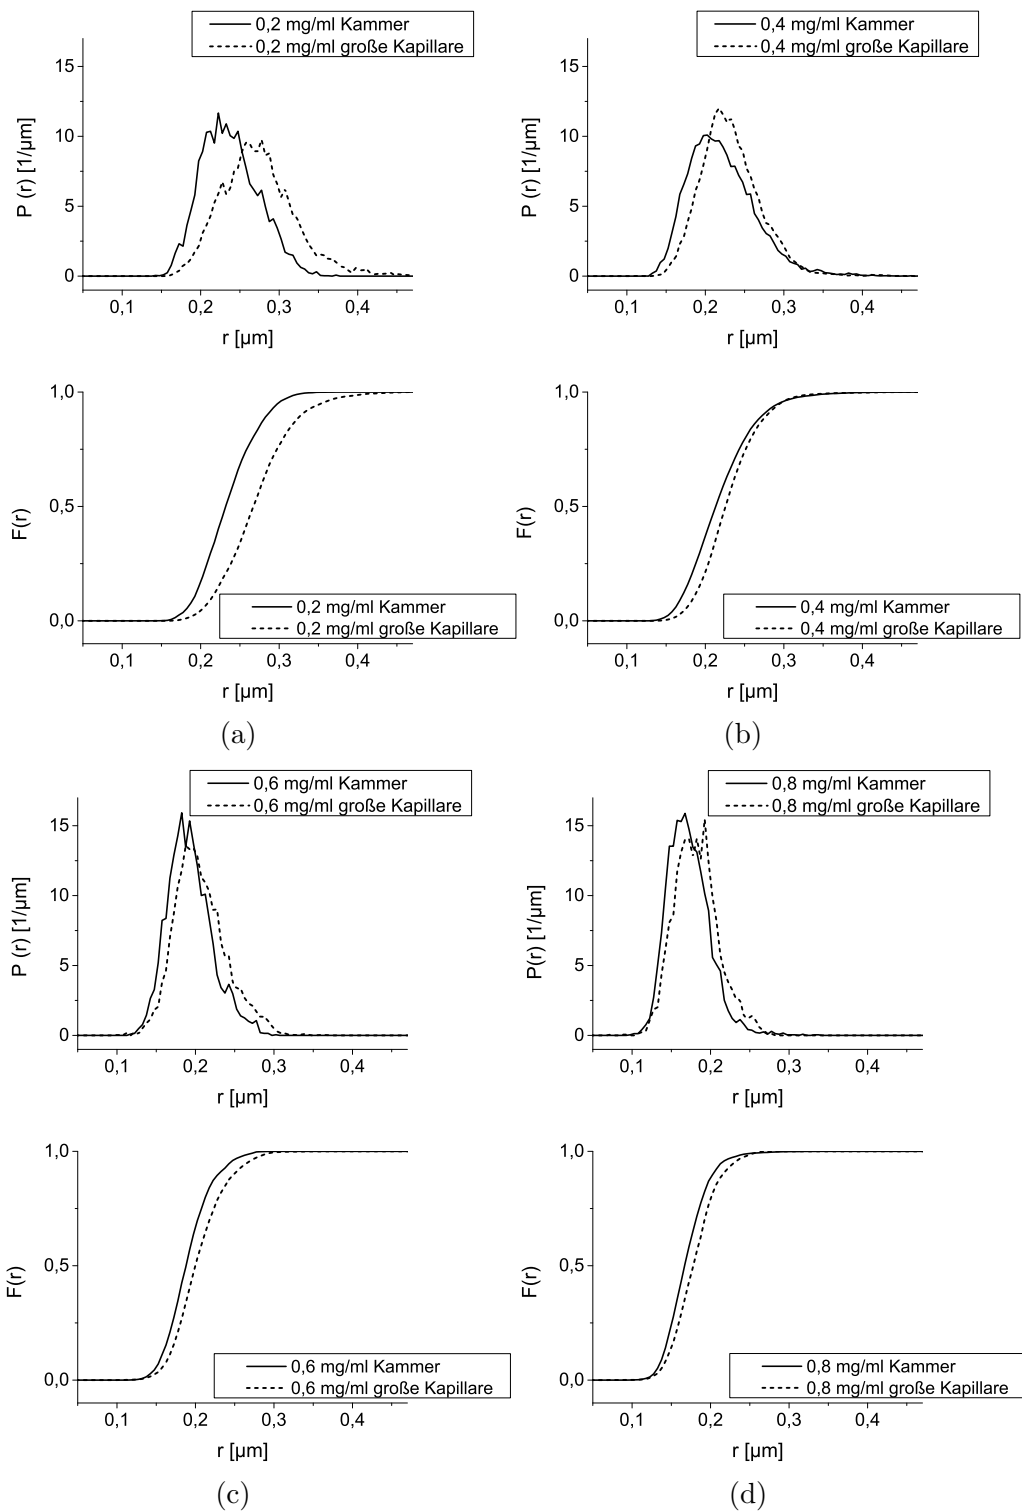 0,2 mg/ml Kammer
0,2 mg/ml große Kapillare
15
10
5
0
P (r) [1/µm]
0,1 0,2 0,3 0,4
r [µm]
1,0
0,5
0,0
F(r)
0,2 mg/ml Kammer
0,2 mg/ml große Kapillare
0,1 0,2 0,3 0,4
r [µm]
(a)
0,4 mg/ml Kammer
0,4 mg/ml große Kapillare
15
10
5
0
P (r) [1/µm]
0,1 0,2 0,3 0,4
r [µm]
1,0
0,5
0,0
F(r)
0,4 mg/ml Kammer
0,4 mg/ml große Kapillare
0,1 0,2 0,3 0,4
r [µm]
(b)
0,6 mg/ml Kammer
0,6 mg/ml große Kapillare
15
10
5
0
P (r) [1/µm]
0,1 0,2 0,3 0,4
r [µm]
1,0
0,5
0,0
F(r)
0,6 mg/ml Kammer
0,6 mg/ml große Kapillare
0,1 0,2 0,3 0,4
r [µm]
(c)
0,8 mg/ml Kammer
0,8 mg/ml große Kapillare
15
10
5
0
P(r) [1/µm]
0,1 0,2 0,3 0,4
r [µm]
1,0
0,5
0,0
F(r)
0,8 mg/ml Kammer
0,8 mg/ml große Kapillare
0,1 0,2 0,3 0,4
r [µm]
(d)